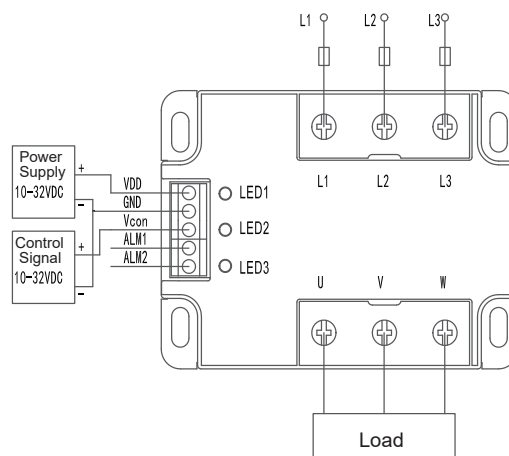 L1 L2 L3
Power
Supply
10-32VDC
+
-
Control
Signal
10-32VDC
+
-
VDD
GND
Vcon
ALM1
ALM2
LED1
LED2
LED3
L1 L2 L3
U V W
Load